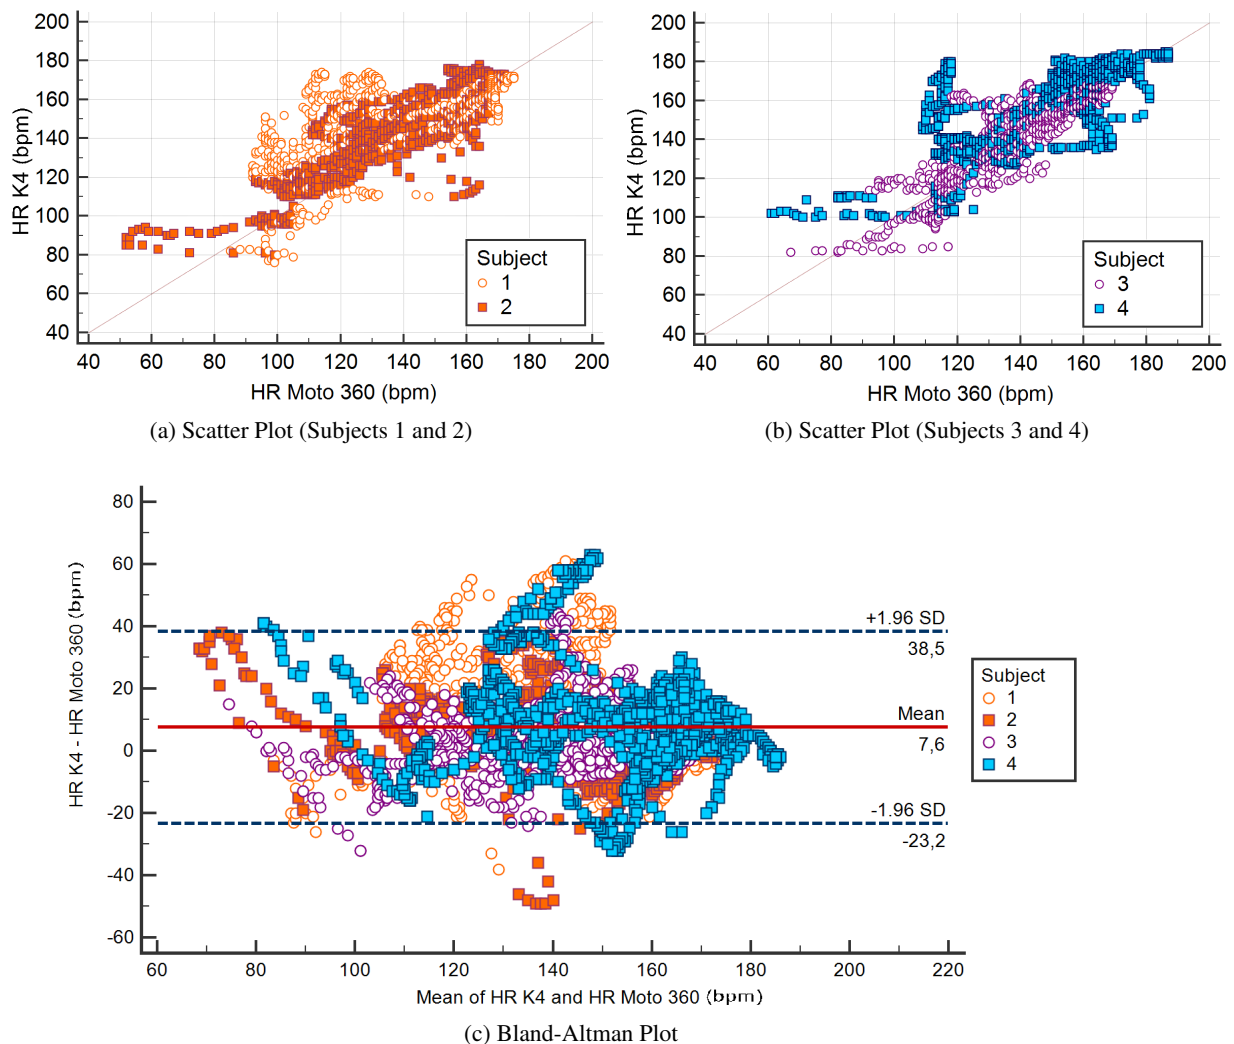 200
180
160
140
120
100
80
60
40
HR K4 (bpm)
40 60 80 100 120 140 160 180 200
HR Moto 360 (bpm)
Subject
1
2
(a) Scatter Plot (Subjects 1 and 2)
200
180
160
140
120
100
80
60
40
HR K4 (bpm)
40 60 80 100 120 140 160 180 200
HR Moto 360 (bpm)
Subject
3
4
(b) Scatter Plot (Subjects 3 and 4)
80
60
40
20
0
-20
-40
-60
HR K4 - HR Moto 360 (bpm)
+1.96 SD
38,5
Mean
7,6
-1.96 SD
-23,2
60 80 100 120 140 160 180 200 220
Mean of HR K4 and HR Moto 360 (bpm)
Subject
1
2
3
4
(c) Bland-Altman Plot